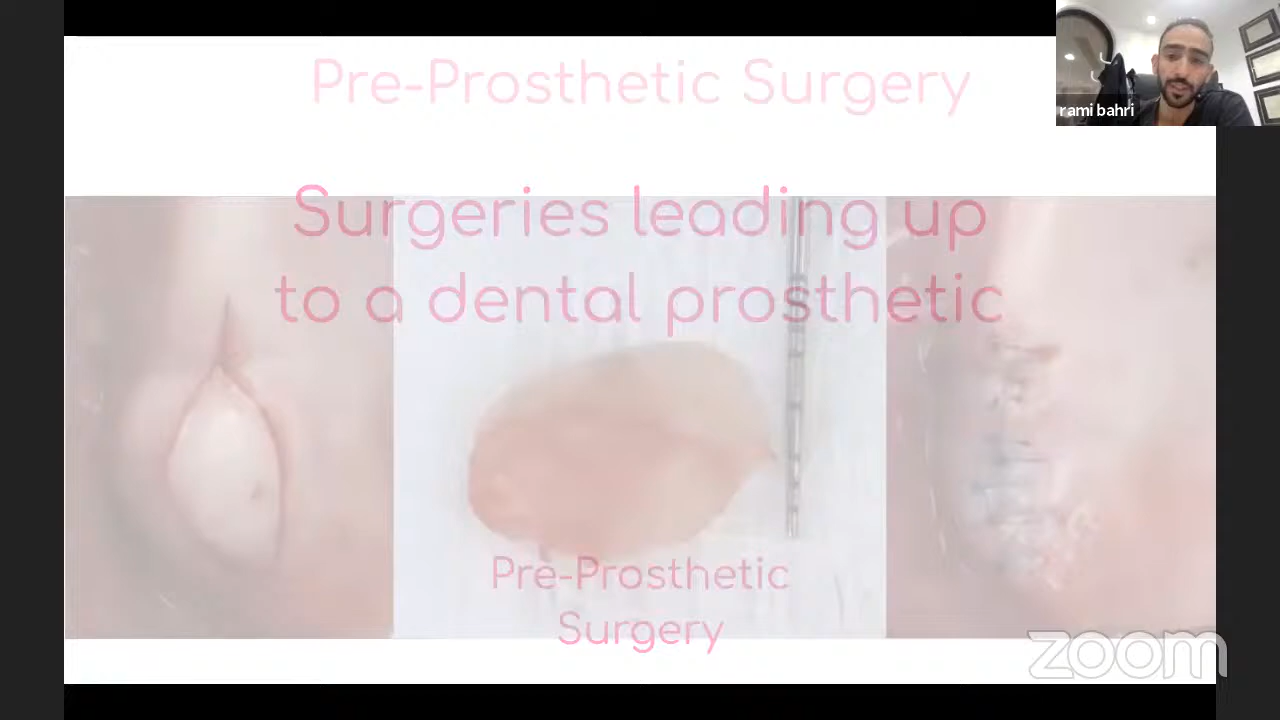 Pre-Prosthetic Surgery
rami bahri
Surgeries leading up
to a dental prosthetic
Pre-Prosthetic
Surgery
zoom